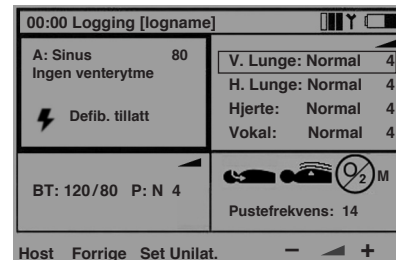 00:00 Logging [logname]
A: Sinus 80
Ingen venterytme
Defib. tillatt
V. Lunge: Normal 4
H. Lunge: Normal 4
Hjerte: Normal 4
Vokal: Normal 4
BT: 120/80 P: N 4
O2 M
Pustefrekvens: 14
Host Forrige Set Unilat. – +